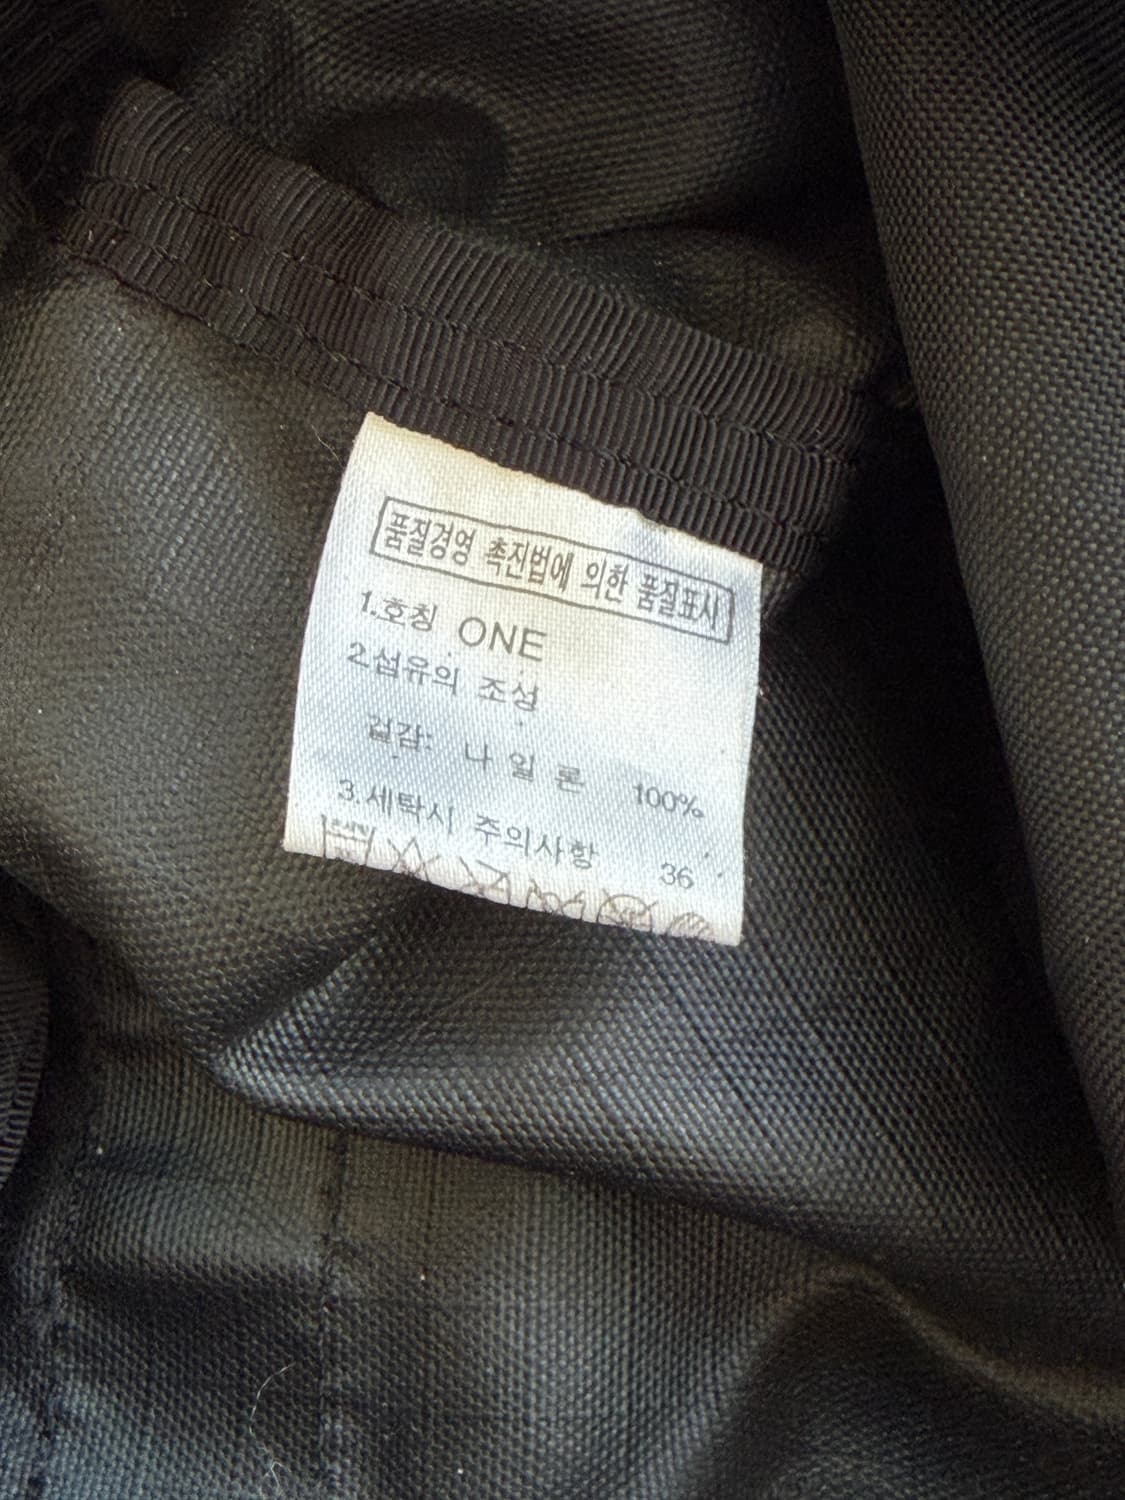 품질경영 촉진법에 의한 품질표시
1.호칭 ONE
2.섬유의 조성
겉감: 나 일 론 100%
3.세탁시 주의사항 36